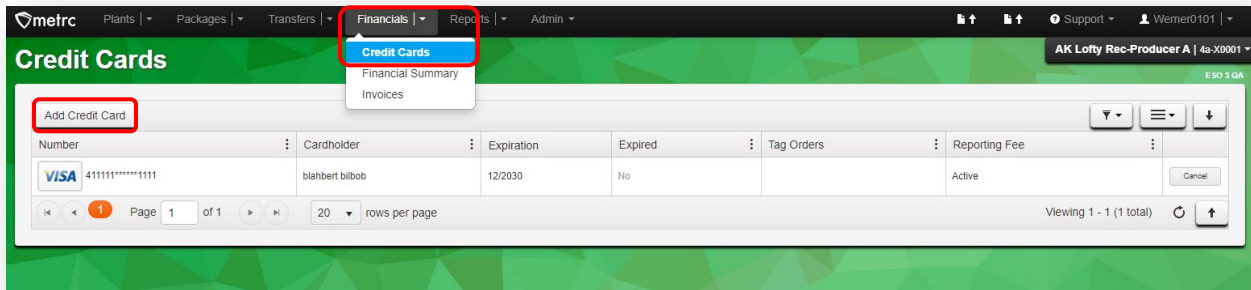 metrc Plants Packages Transfers Financials Reports Admin Support Werner0101
Credit Cards
Credit Cards
Financial Summary
Invoices
AK Lofty Rec-Producer A | 4a-X0001
ESO 3 QA
Add Credit Card
Number Cardholder Expiration Expired Tag Orders Reporting Fee
VISA 411111******1111 blahbert bilbob 12/2030 No Active Cancel
1 Page 1 of 1 20 rows per page Viewing 1 - 1 (1 total)